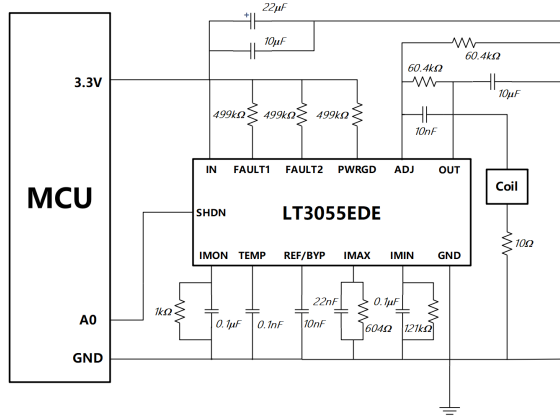 22μF
+
10μF
60.4kΩ
60.4kΩ
3.3V
10μF
499kΩ 499kΩ 499kΩ
10nF
IN FAULT1 FAULT2 PWRGD ADJ OUT
Coil
MCU
SHDN
LT3055EDE
10Ω
IMON TEMP REF/BYP IMAX IMIN GND
1kΩ 22nF 0.1μF
A0 0.1μF 0.1nF 10nF 604Ω 121kΩ
GND